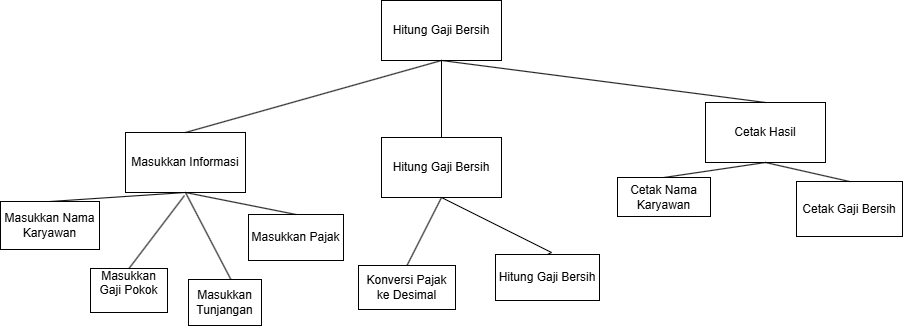 Hitung Gaji Bersih
Masukkan Informasi
Hitung Gaji Bersih
Cetak Hasil
Masukkan Nama
Karyawan
Masukkan
Gaji Pokok
Masukkan
Tunjangan
Masukkan Pajak
Konversi Pajak
ke Desimal
Hitung Gaji Bersih
Cetak Nama
Karyawan
Cetak Gaji Bersih